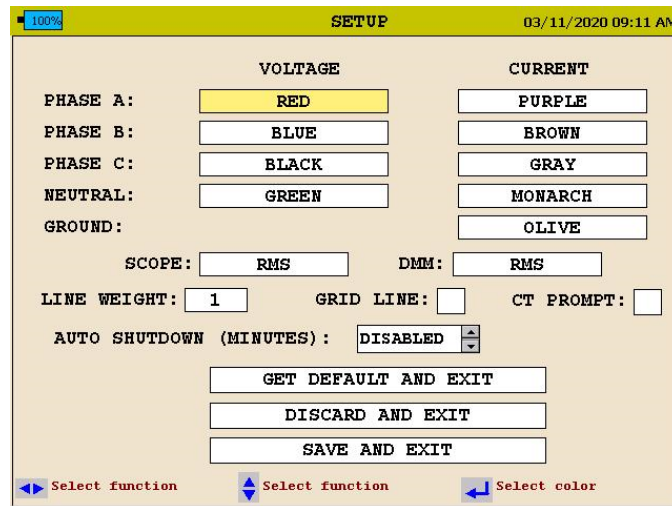 100% SETUP 03/11/2020 09:11 AM
VOLTAGE CURRENT
PHASE A: RED PURPLE
PHASE B: BLUE BROWN
PHASE C: BLACK GRAY
NEUTRAL: GREEN MONARCH
GROUND: OLIVE
SCOPE: RMS DMM: RMS
LINE WEIGHT: 1 GRID LINE: CT PROMPT:
AUTO SHUTDOWN (MINUTES): DISABLED
GET DEFAULT AND EXIT
DISCARD AND EXIT
SAVE AND EXIT
Select function Select function Select color